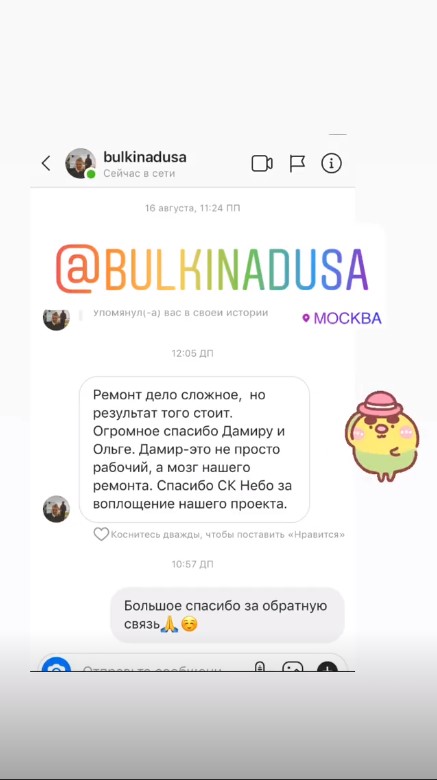 bulkinadusa
Сейчас в сети
16 августа, 11:24 ПП
@BULKINADUSA
Упомянул(-а) вас в своей истории
МОСКВА
12:05 ДП
Ремонт дело сложное, но
результат того стоит.
Огромное спасибо Дамиру и
Ольге. Дамир-это не просто
рабочий, а мозг нашего
ремонта. Спасибо СК Небо за
воплощение нашего проекта.
Коснитесь дважды, чтобы поставить «Нравится»
10:57 ДП
Большое спасибо за обратную
связь🙏☺️
Отправить сообщени